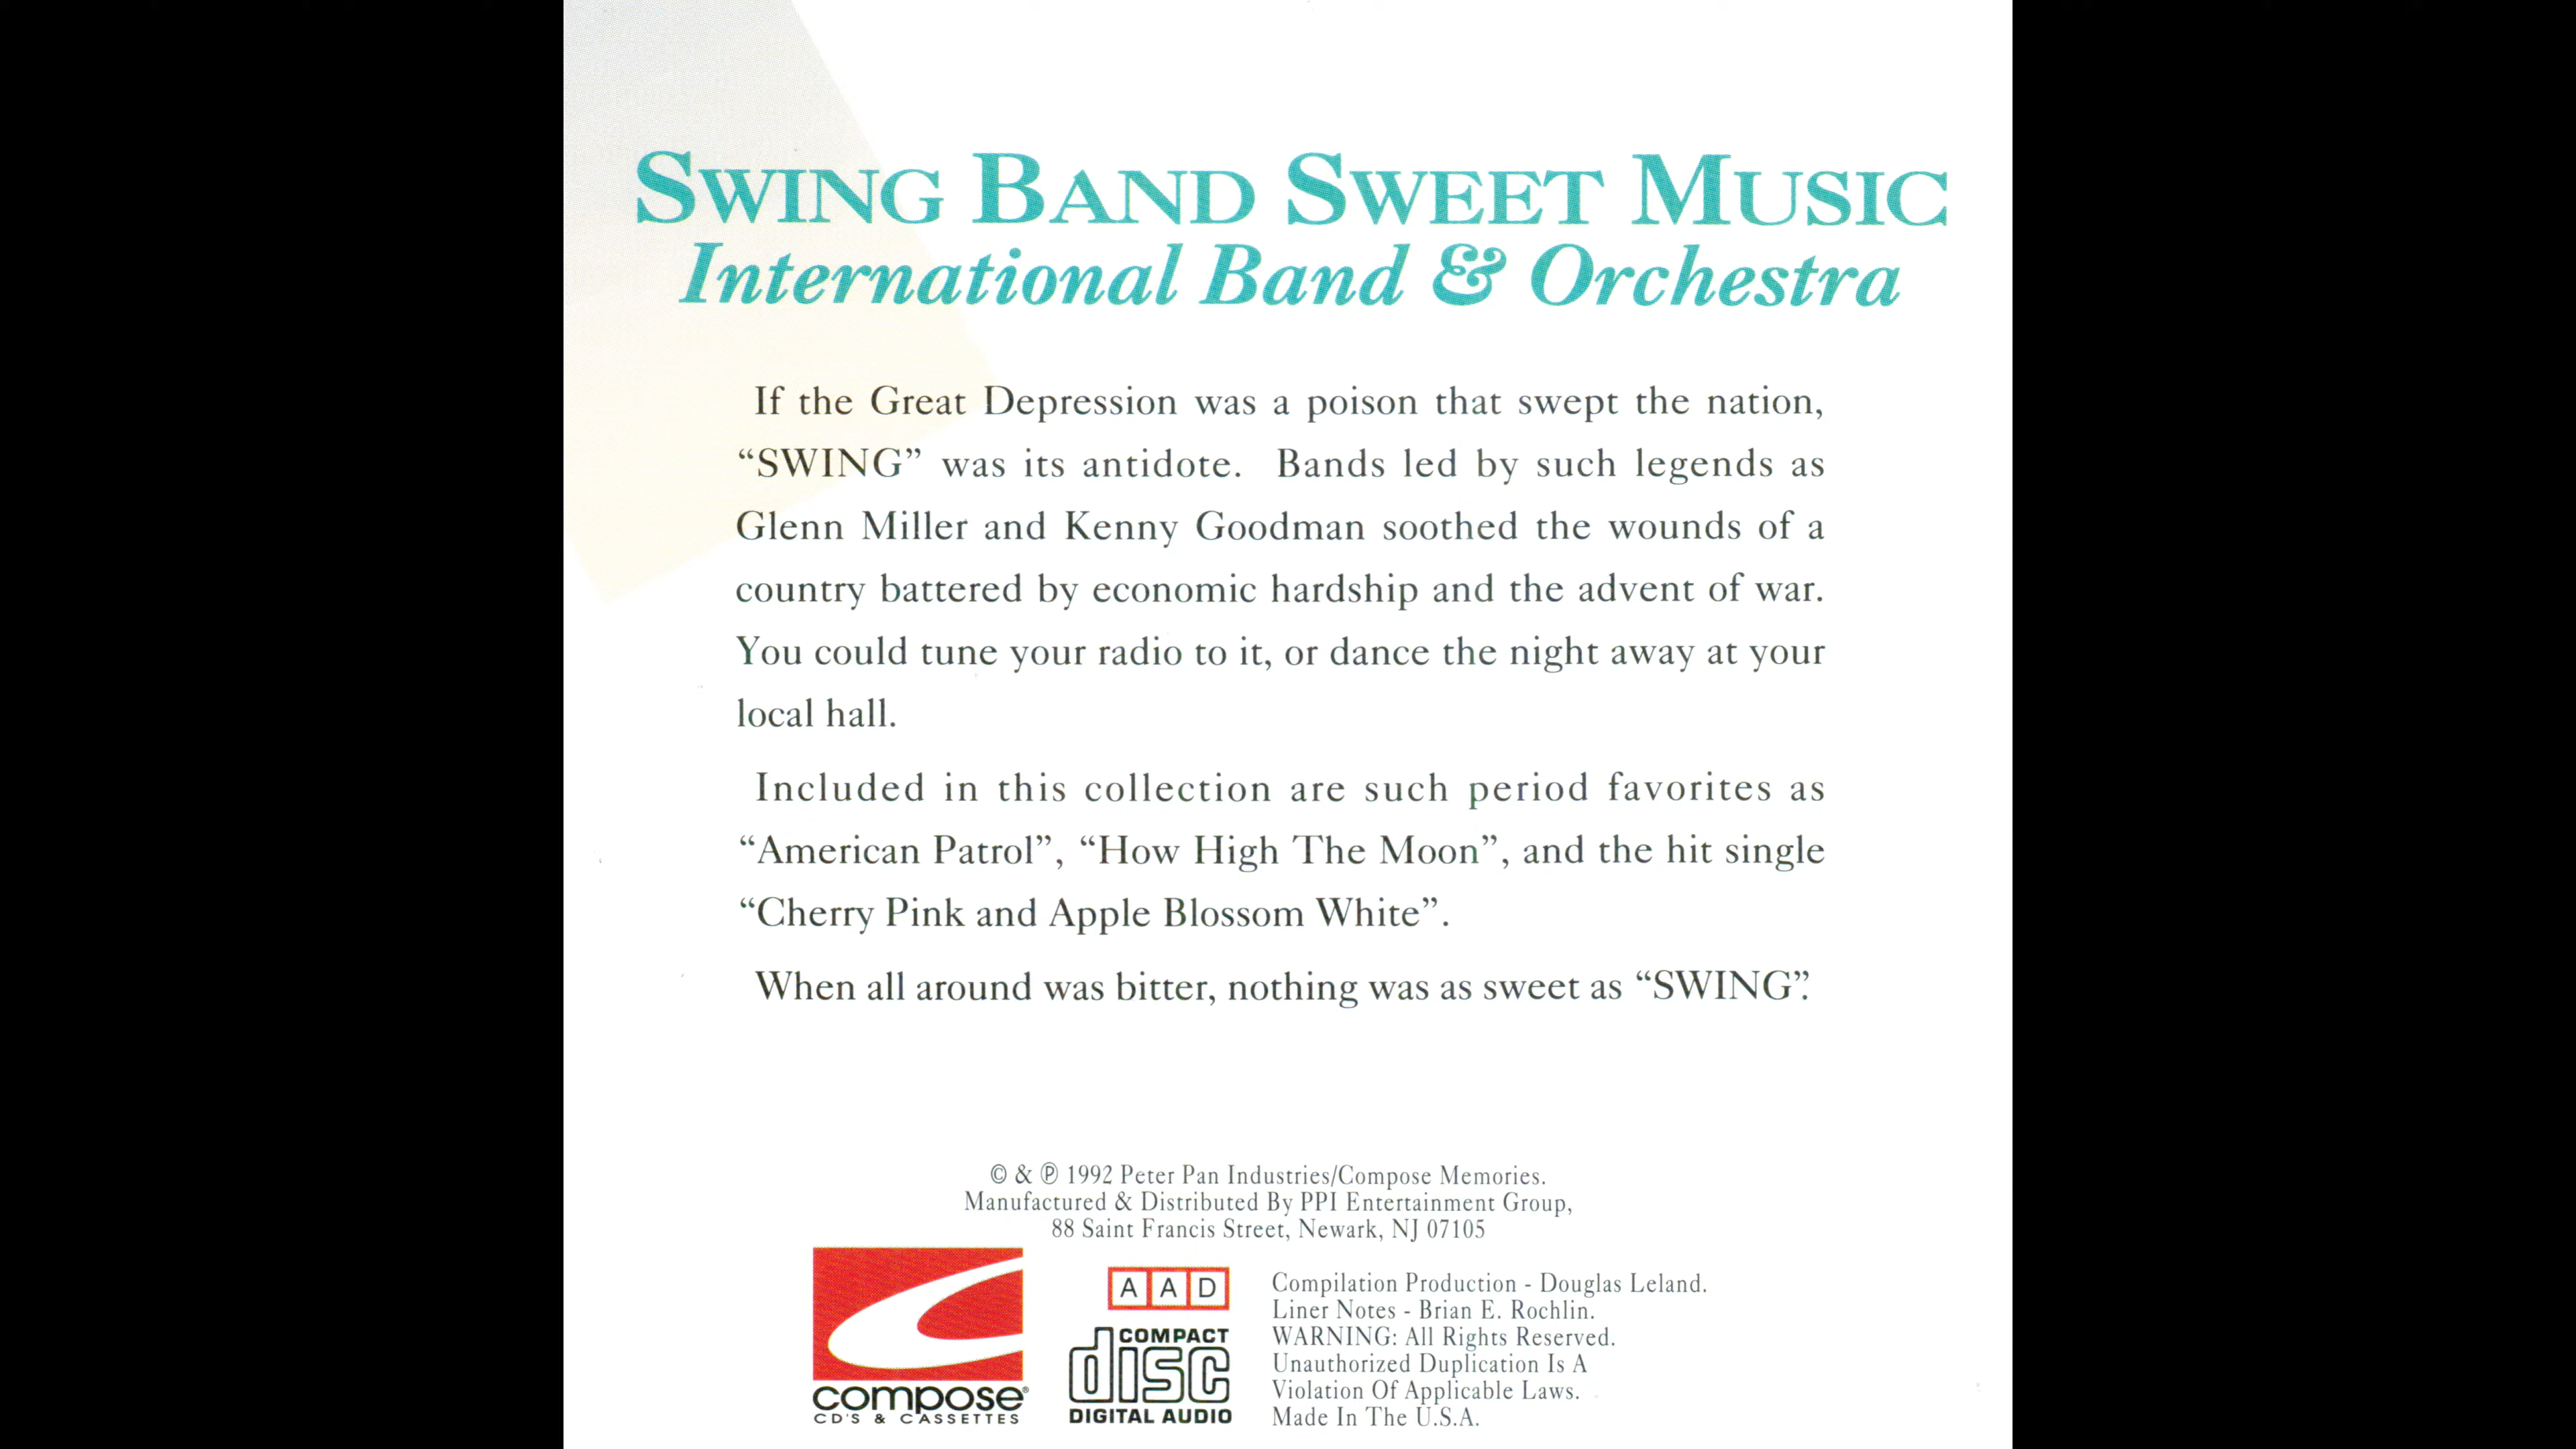 SWING BAND SWEET MUSIC
International Band & Orchestra
If the Great Depression was a poison that swept the nation,
“SWING” was its antidote. Bands led by such legends as
Glenn Miller and Kenny Goodman soothed the wounds of a
country battered by economic hardship and the advent of war.
You could tune your radio to it, or dance the night away at your
local hall.
Included in this collection are such period favorites as
“American Patrol”, “How High The Moon”, and the hit single
“Cherry Pink and Apple Blossom White”.
When all around was bitter, nothing was as sweet as “SWING”.
© & ℗ 1992 Peter Pan Industries/Compose Memories.
Manufactured & Distributed By PPI Entertainment Group,
88 Saint Francis Street, Newark, NJ 07105
compose®
CD'S & CASSETTES
AAD
COMPACT
disc
DIGITAL AUDIO
Compilation Production - Douglas Leland.
Liner Notes - Brian E. Rochlin.
WARNING: All Rights Reserved.
Unauthorized Duplication Is A
Violation Of Applicable Laws.
Made In The U.S.A.